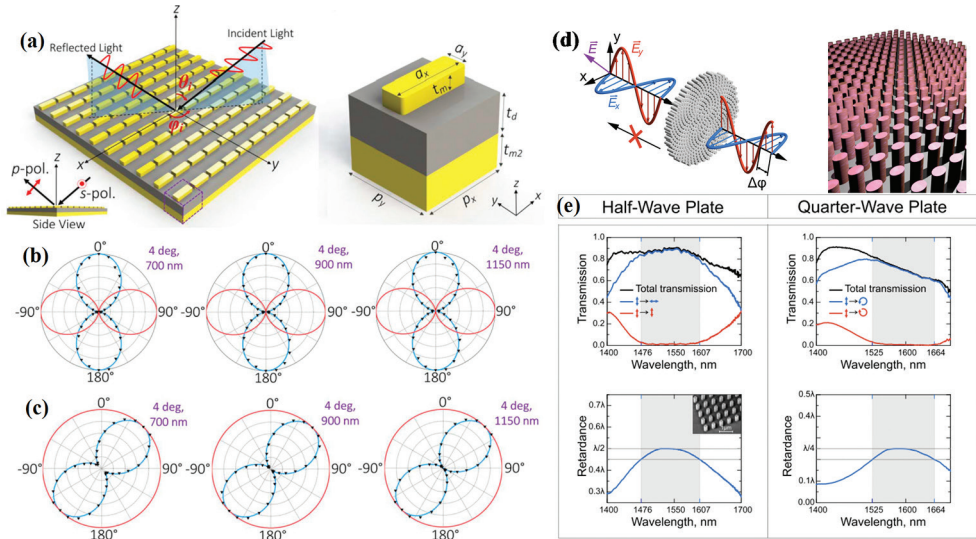 (a)
Reflected Light
Incident Light
z
θi
φi
x
y
p-pol.
z
s-pol.
Side View
ax
ay
tm
td
tm2
py
px
z
y
x
(b)
0°
4 deg,
700 nm
-90°
90°
180°
0°
4 deg,
900 nm
-90°
90°
180°
0°
4 deg,
1150 nm
-90°
90°
180°
(c)
0°
4 deg,
700 nm
-90°
90°
180°
0°
4 deg,
900 nm
-90°
90°
180°
0°
4 deg,
1150 nm
-90°
90°
180°
(d)
y
E
Ey
x
Ex
Δφ
(e)
Half-Wave Plate
Quarter-Wave Plate
Transmission
1.0
0.8
0.6
0.4
0.2
0.0
Total transmission
1400 1476 1550 1607 1700
Wavelength, nm
Transmission
1.0
0.8
0.6
0.4
0.2
0.0
Total transmission
1400 1525 1600 1664
Wavelength, nm
Retardance
0.7λ
0.6λ
λ/2
0.4λ
0.3λ
1400 1476 1550 1607 1700
Wavelength, nm
Retardance
0.5λ
0.4λ
λ/4
0.1λ
0.00
1400 1525 1600 1664
Wavelength, nm